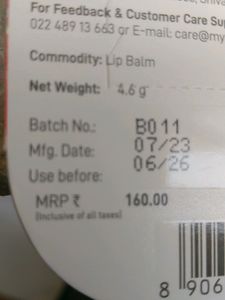 For Feedback & Customer Care Sup
022 489 13 663 or E-mail: care@my
Commodity: Lip Balm
Net Weight: 4.6 g
Batch No.: B011
Mfg. Date: 07/23
Use before: 06/26
MRP ₹ 160.00
(Inclusive of all taxes)
8 906